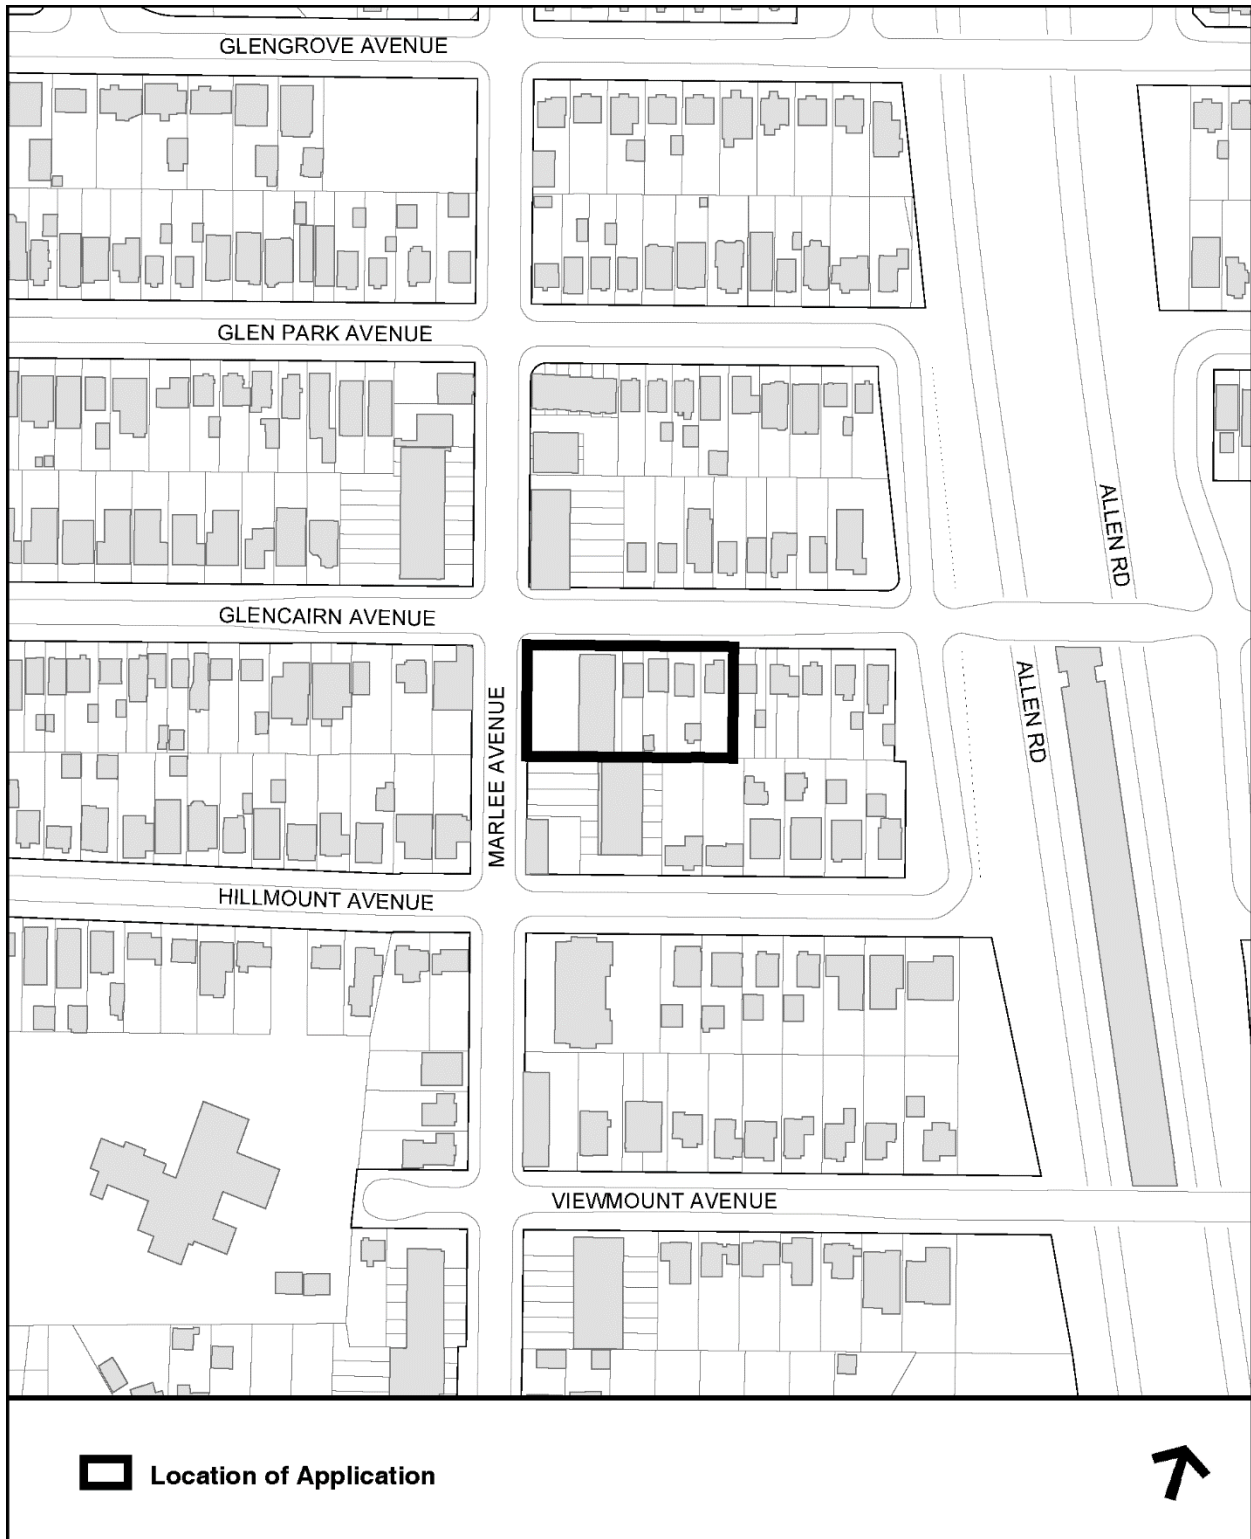 GLENGROVE AVENUE
GLEN PARK AVENUE
ALLEN RD
GLENCAIRN AVENUE
ALLEN RD
MARLEE AVENUE
HILLMOUNT AVENUE
VIEWMOUNT AVENUE
Location of Application